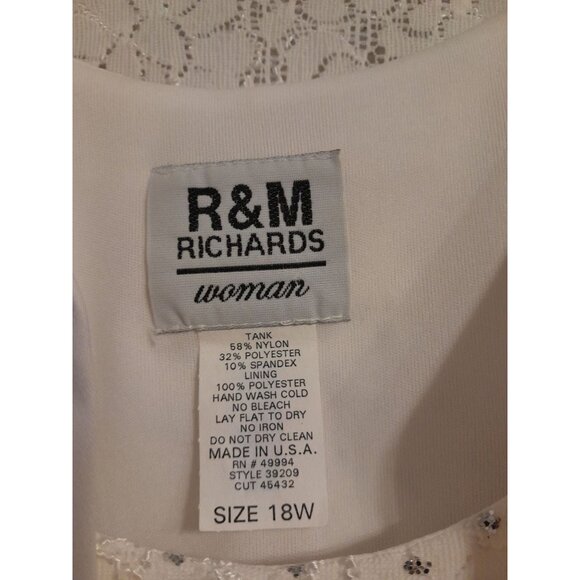 R&M
RICHARDS
woman
TANK
58% NYLON
32% POLYESTER
10% SPANDEX
LINING
100% POLYESTER
HAND WASH COLD
NO BLEACH
LAY FLAT TO DRY
NO IRON
DO NOT DRY CLEAN
MADE IN U.S.A.
RN # 49994
STYLE 39209
CUT 45432
SIZE 18W